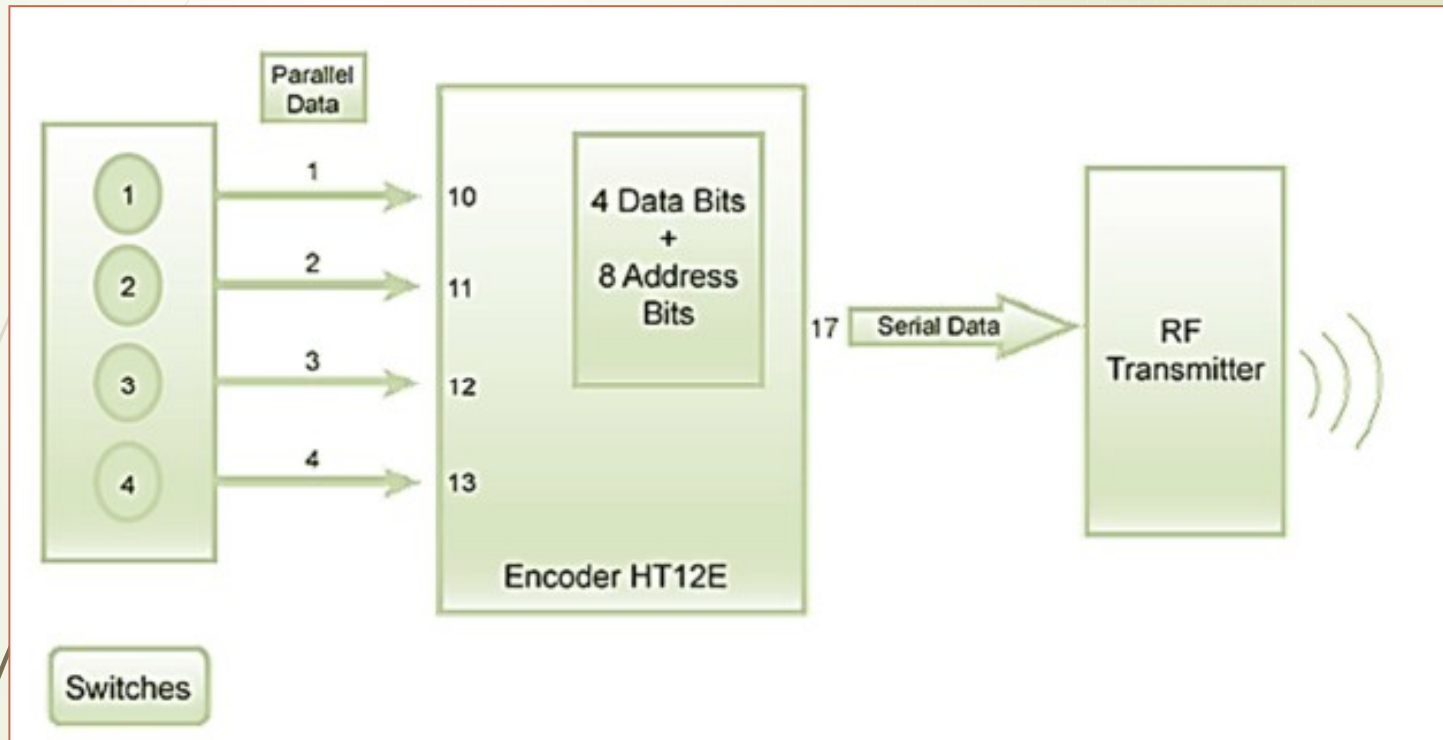 Parallel
Data
1
2
3
4
1
2
3
4
10
11
12
13
4 Data Bits
+
8 Address
Bits
Encoder HT12E
17
Serial Data
RF
Transmitter
Switches